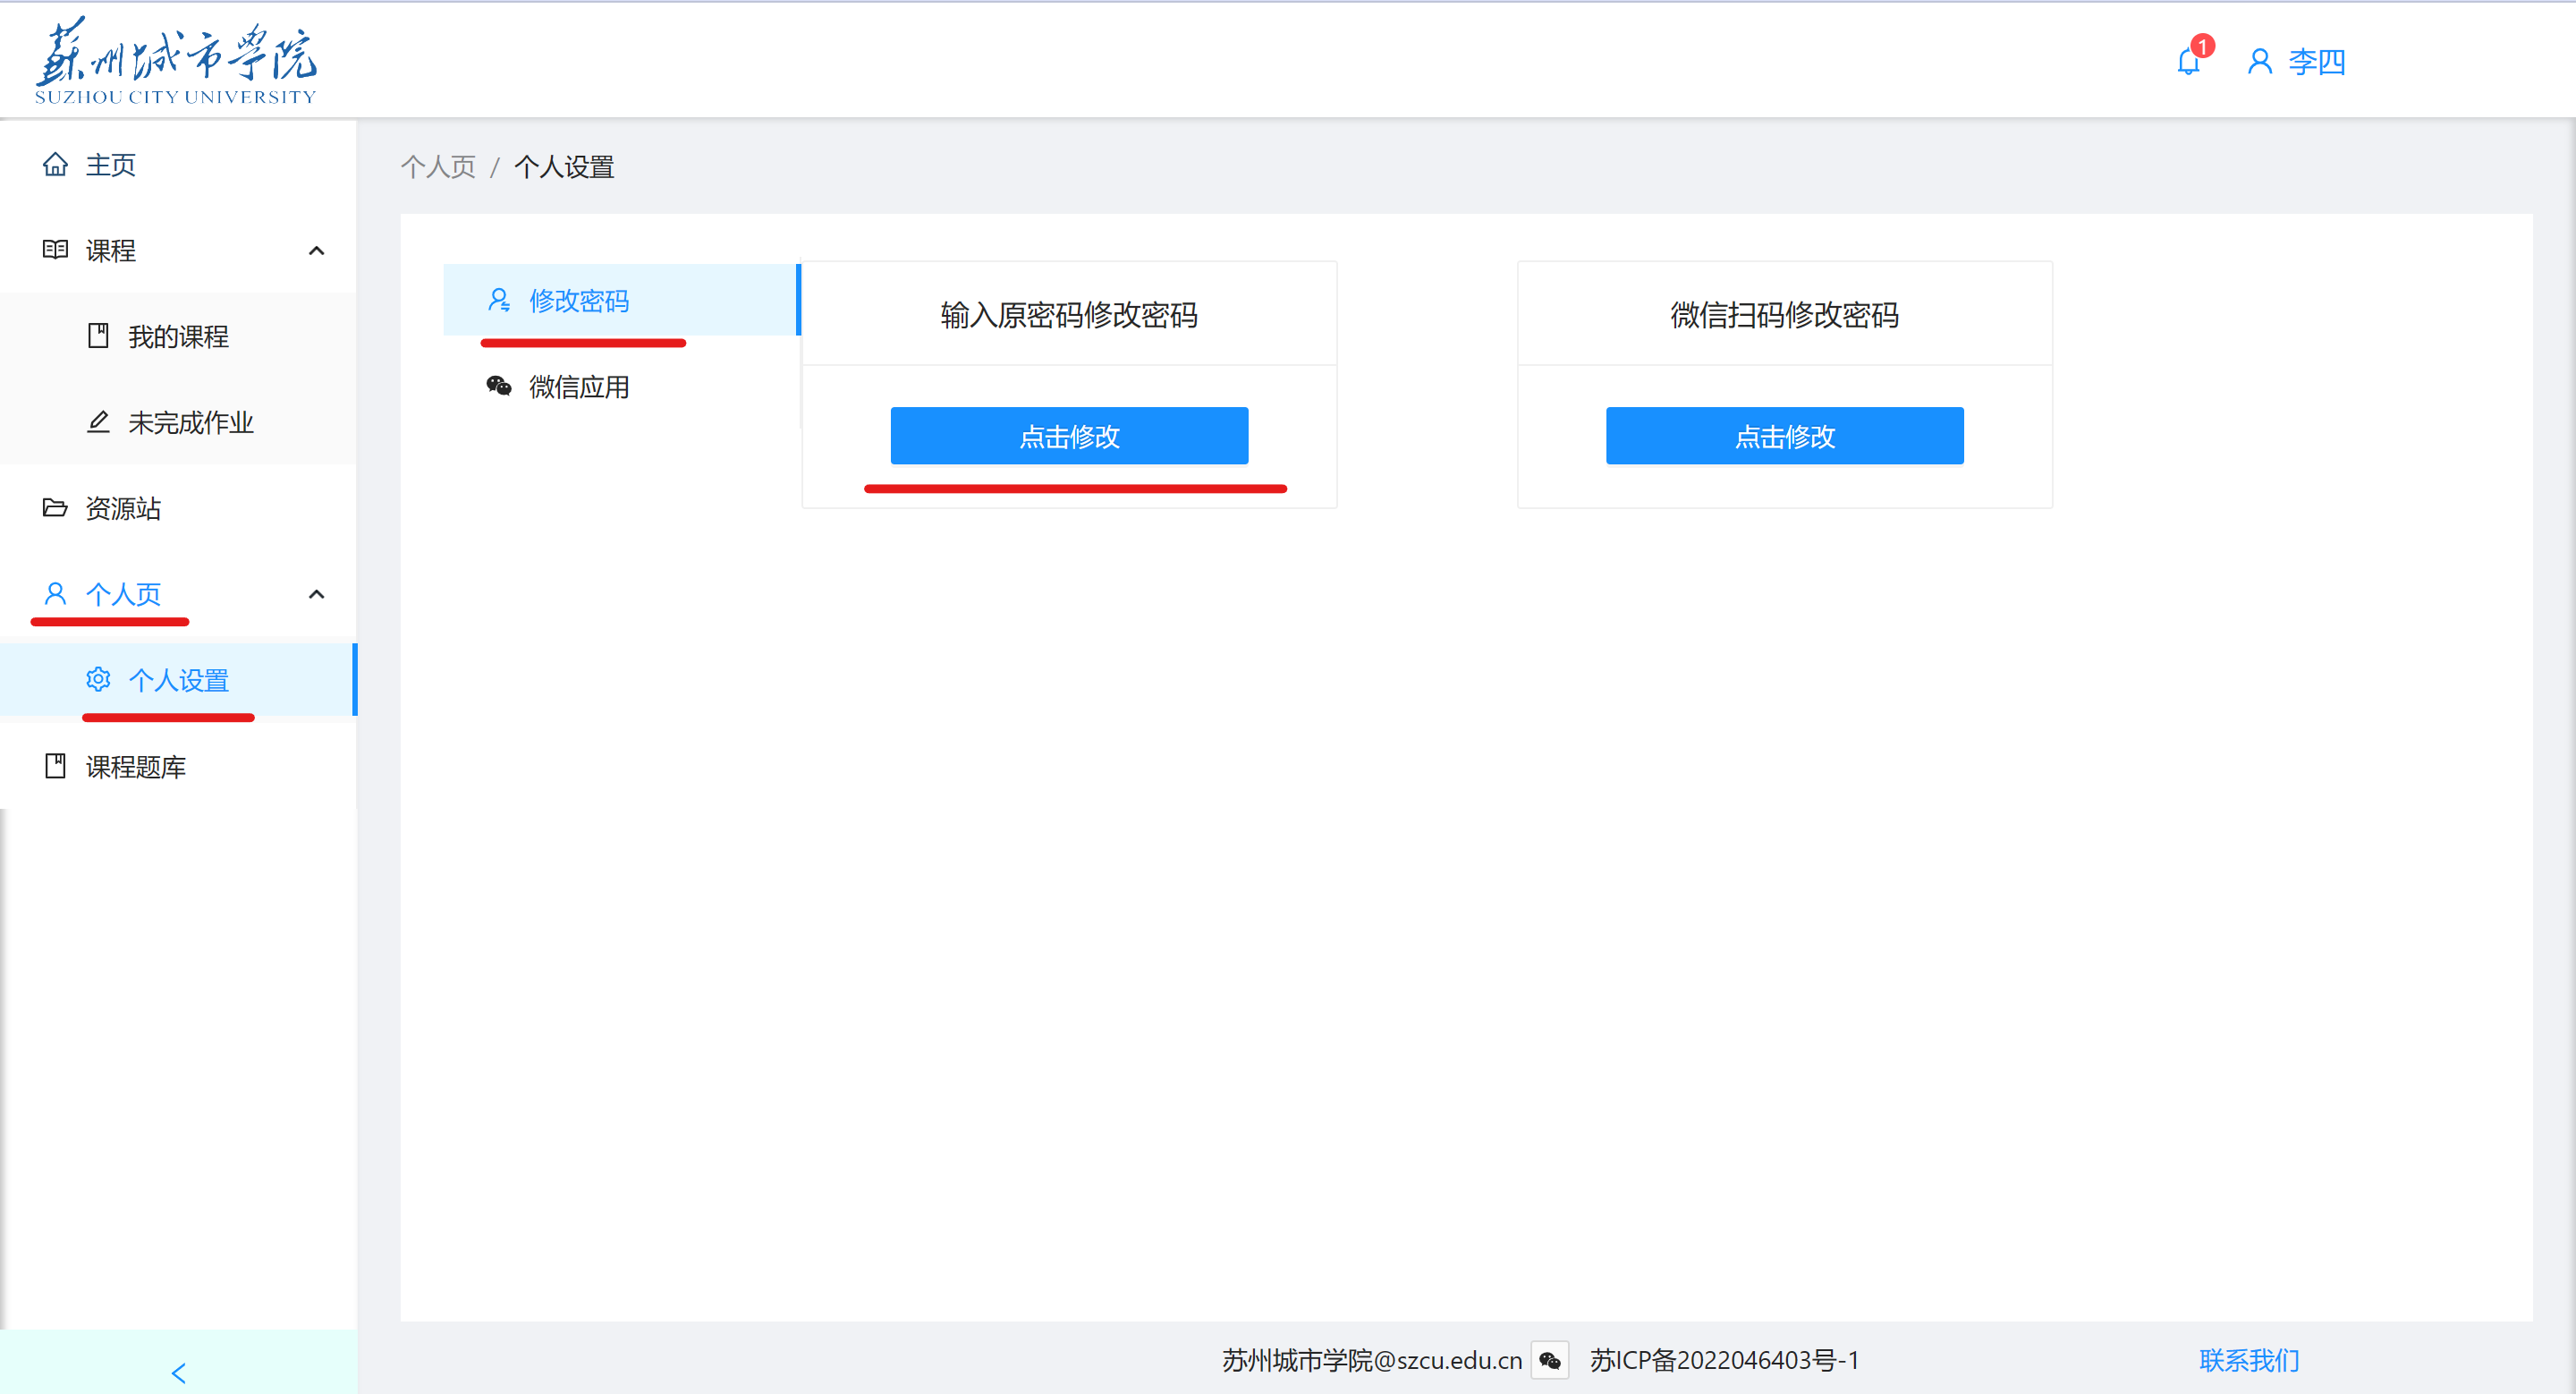 蘇州城市學院
SUZHOU CITY UNIVERSITY
1
李四
主页
课程
我的课程
未完成作业
资源站
个人页
个人设置
课程题库
个人页 / 个人设置
修改密码
微信应用
输入原密码修改密码
点击修改
微信扫码修改密码
点击修改
苏州城市学院@szcu.edu.cn 苏ICP备2022046403号-1
联系我们